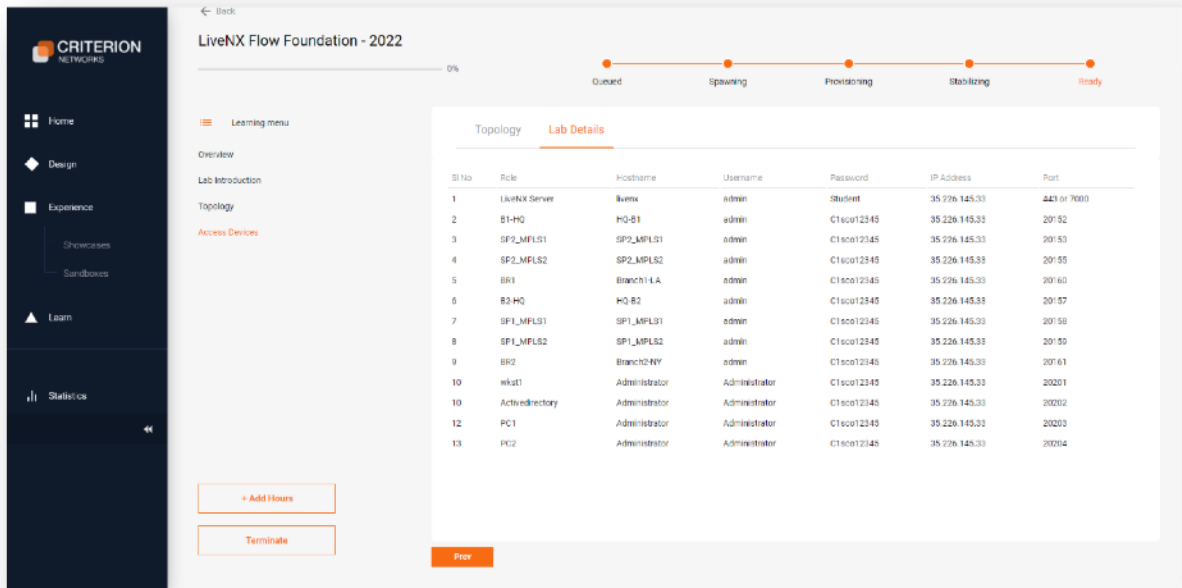 ← Back
CRITERION
NETWORKS
LiveNX Flow Foundation - 2022
0%
Queued Spawning Provisioning Stabilizing Ready
Home
Design
Experience
Showcases
Sandboxes
Learn
Statistics
Learning menu
Overview
Lab Introduction
Topology
Access Devices
+ Add Hours
Terminate
Topology Lab Details
Sl No Role Hostname Username Password IP Address Port
1 LiveNX Server livenx admin Student 35.226.145.33 443 or 7000
2 B1-HQ HQ-B1 admin C1sco12345 35.226.145.33 20152
3 SP2_MPLS1 SP2_MPLS1 admin C1sco12345 35.226.145.33 20153
4 SP2_MPLS2 SP2_MPLS2 admin C1sco12345 35.226.145.33 20155
5 BR1 Branch1-LA admin C1sco12345 35.226.145.33 20160
6 B2-HQ HQ-B2 admin C1sco12345 35.226.145.33 20157
7 SP1_MPLS1 SP1_MPLS1 admin C1sco12345 35.226.145.33 20158
8 SP1_MPLS2 SP1_MPLS2 admin C1sco12345 35.226.145.33 20159
9 BR2 Branch2-NY admin C1sco12345 35.226.145.33 20161
10 wkst1 Administrator Administrator C1sco12345 35.226.145.33 20201
10 Activedirectory Administrator Administrator C1sco12345 35.226.145.33 20202
12 PC1 Administrator Administrator C1sco12345 35.226.145.33 20203
13 PC2 Administrator Administrator C1sco12345 35.226.145.33 20204
Prev